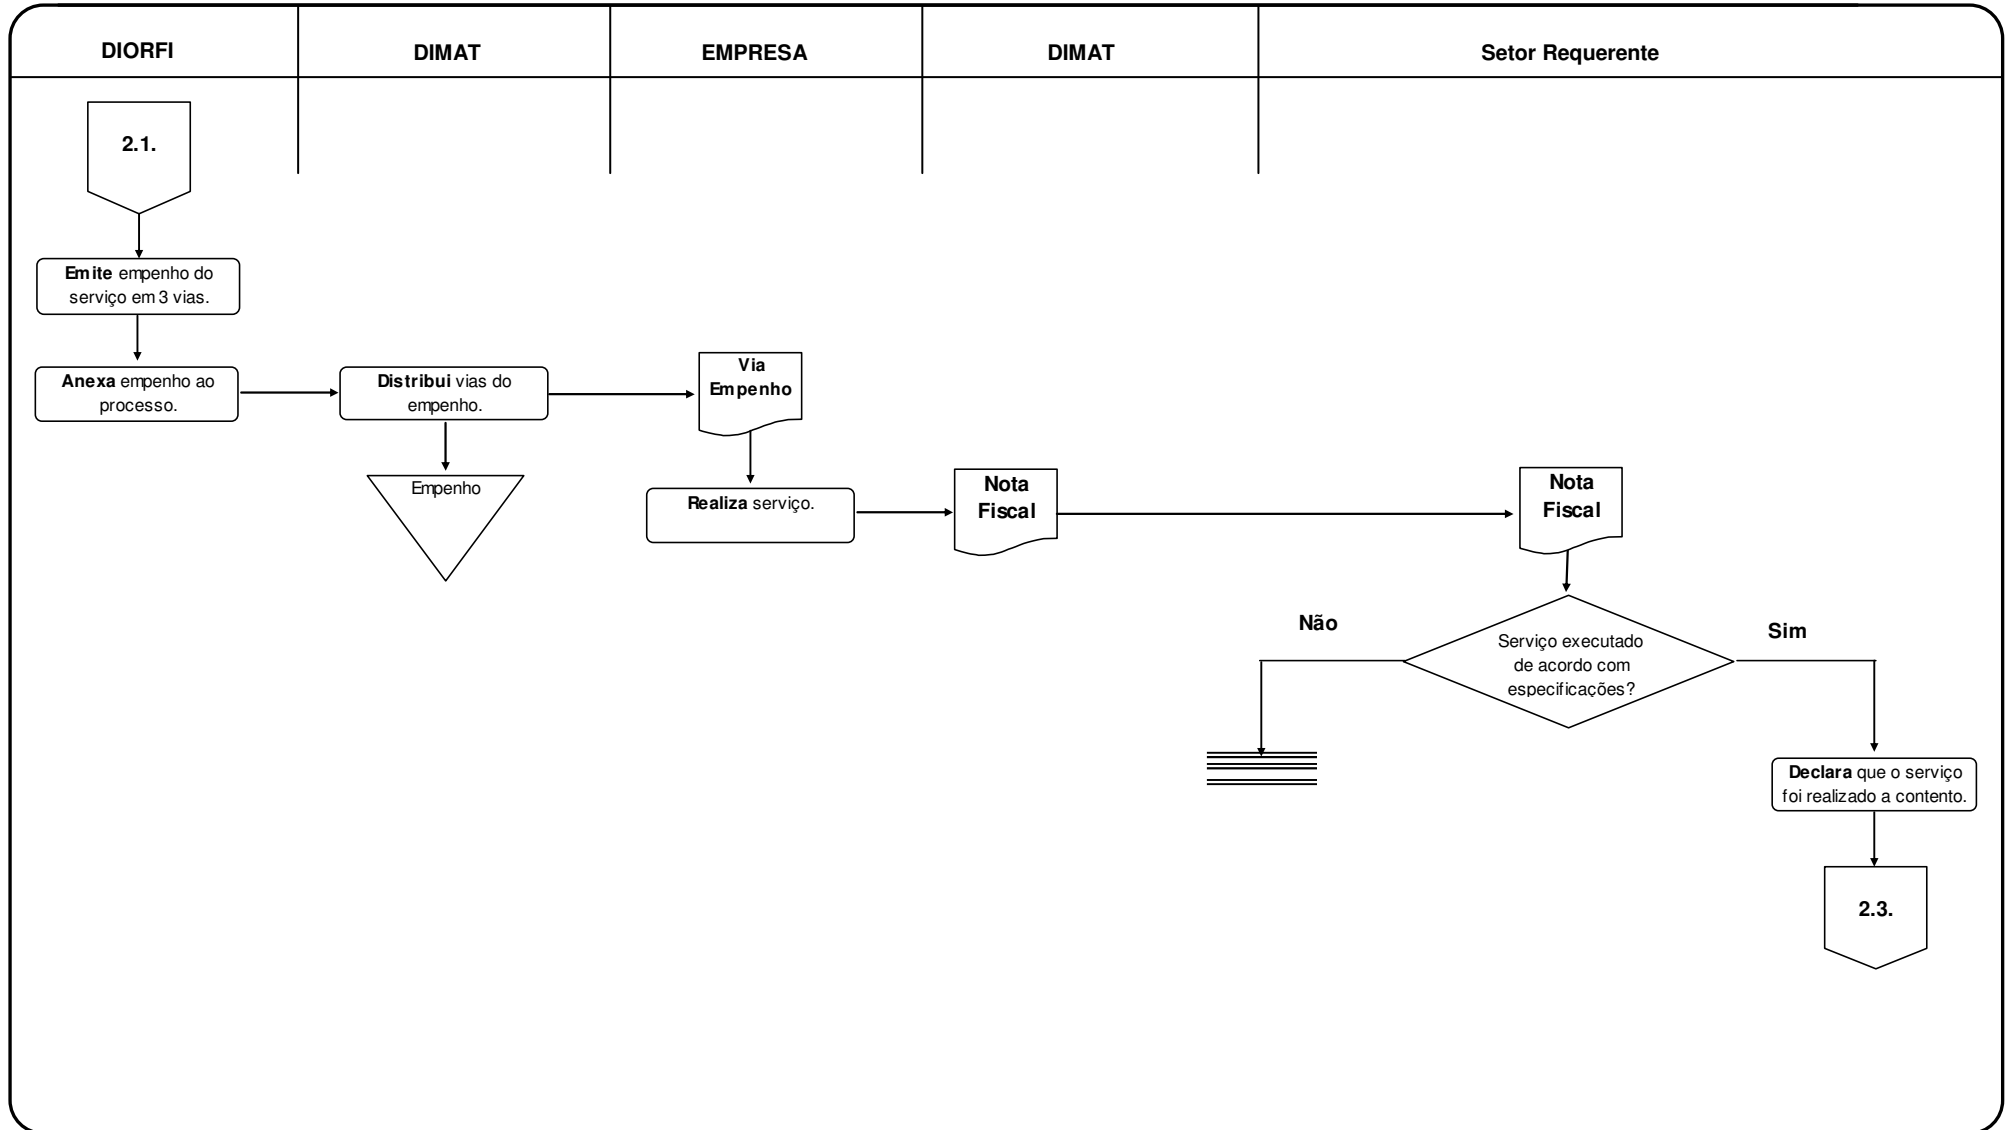 DIORFI
DIMAT
EMPRESA
DIMAT
Setor Requerente
2.1.
Emite empenho do
serviço em 3 vias.
Anexa empenho ao
processo.
Distribui vias do
empenho.
Via
Empenho
Empenho
Realiza serviço.
Nota
Fiscal
Nota
Fiscal
Não
Sim
Serviço executado
de acordo com
especificações?
Declara que o serviço
foi realizado a contento.
2.3.